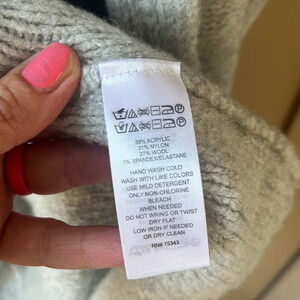 39% ACRYLIC
31% NYLON
27% WOOL
3% SPANDEX/ELASTANE
HAND WASH COLD
WASH WITH LIKE COLORS
USE MILD DETERGENT
ONLY NON-CHLORINE
BLEACH
WHEN NEEDED
DO NOT WRING OR TWIST
DRY FLAT
LOW IRON IF NEEDED
OR DRY CLEAN
RN# 75343